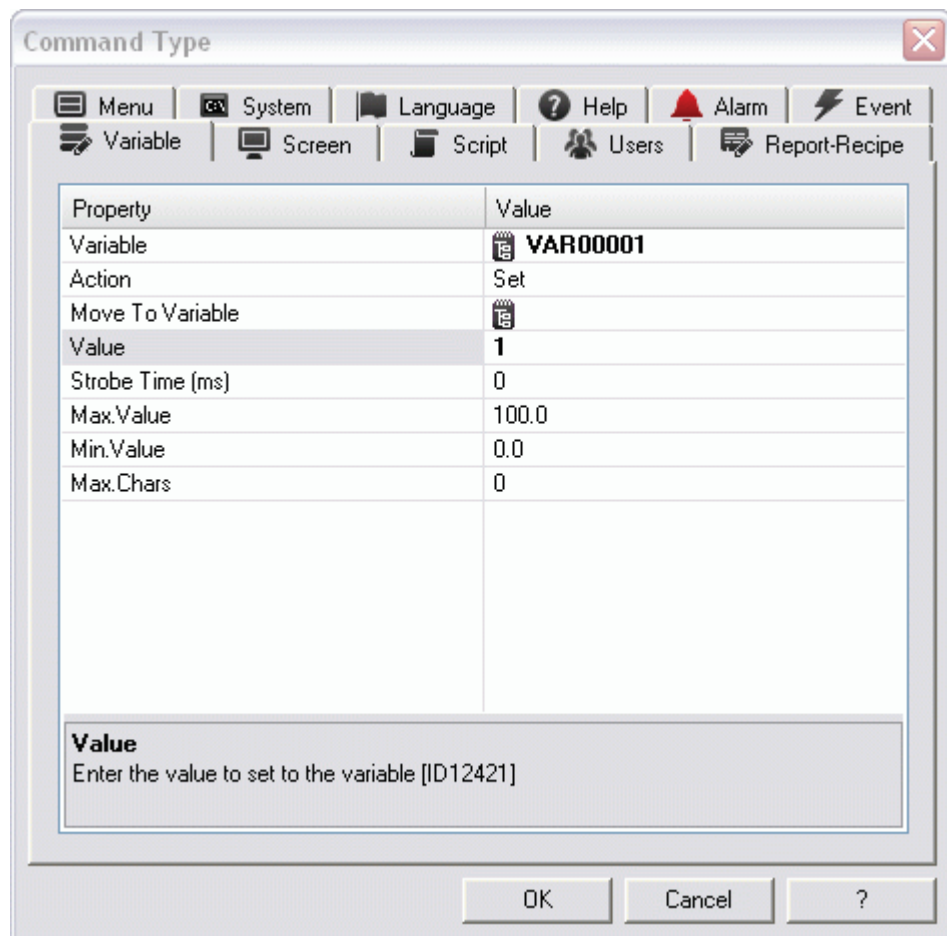 Command Type
Menu System Language Help Alarm Event
Variable Screen Script Users Report-Recipe
Property Value
Variable VAR00001
Action Set
Move To Variable
Value 1
Strobe Time (ms) 0
Max.Value 100.0
Min.Value 0.0
Max.Chars 0
Value
Enter the value to set to the variable [ID12421]
OK Cancel ?